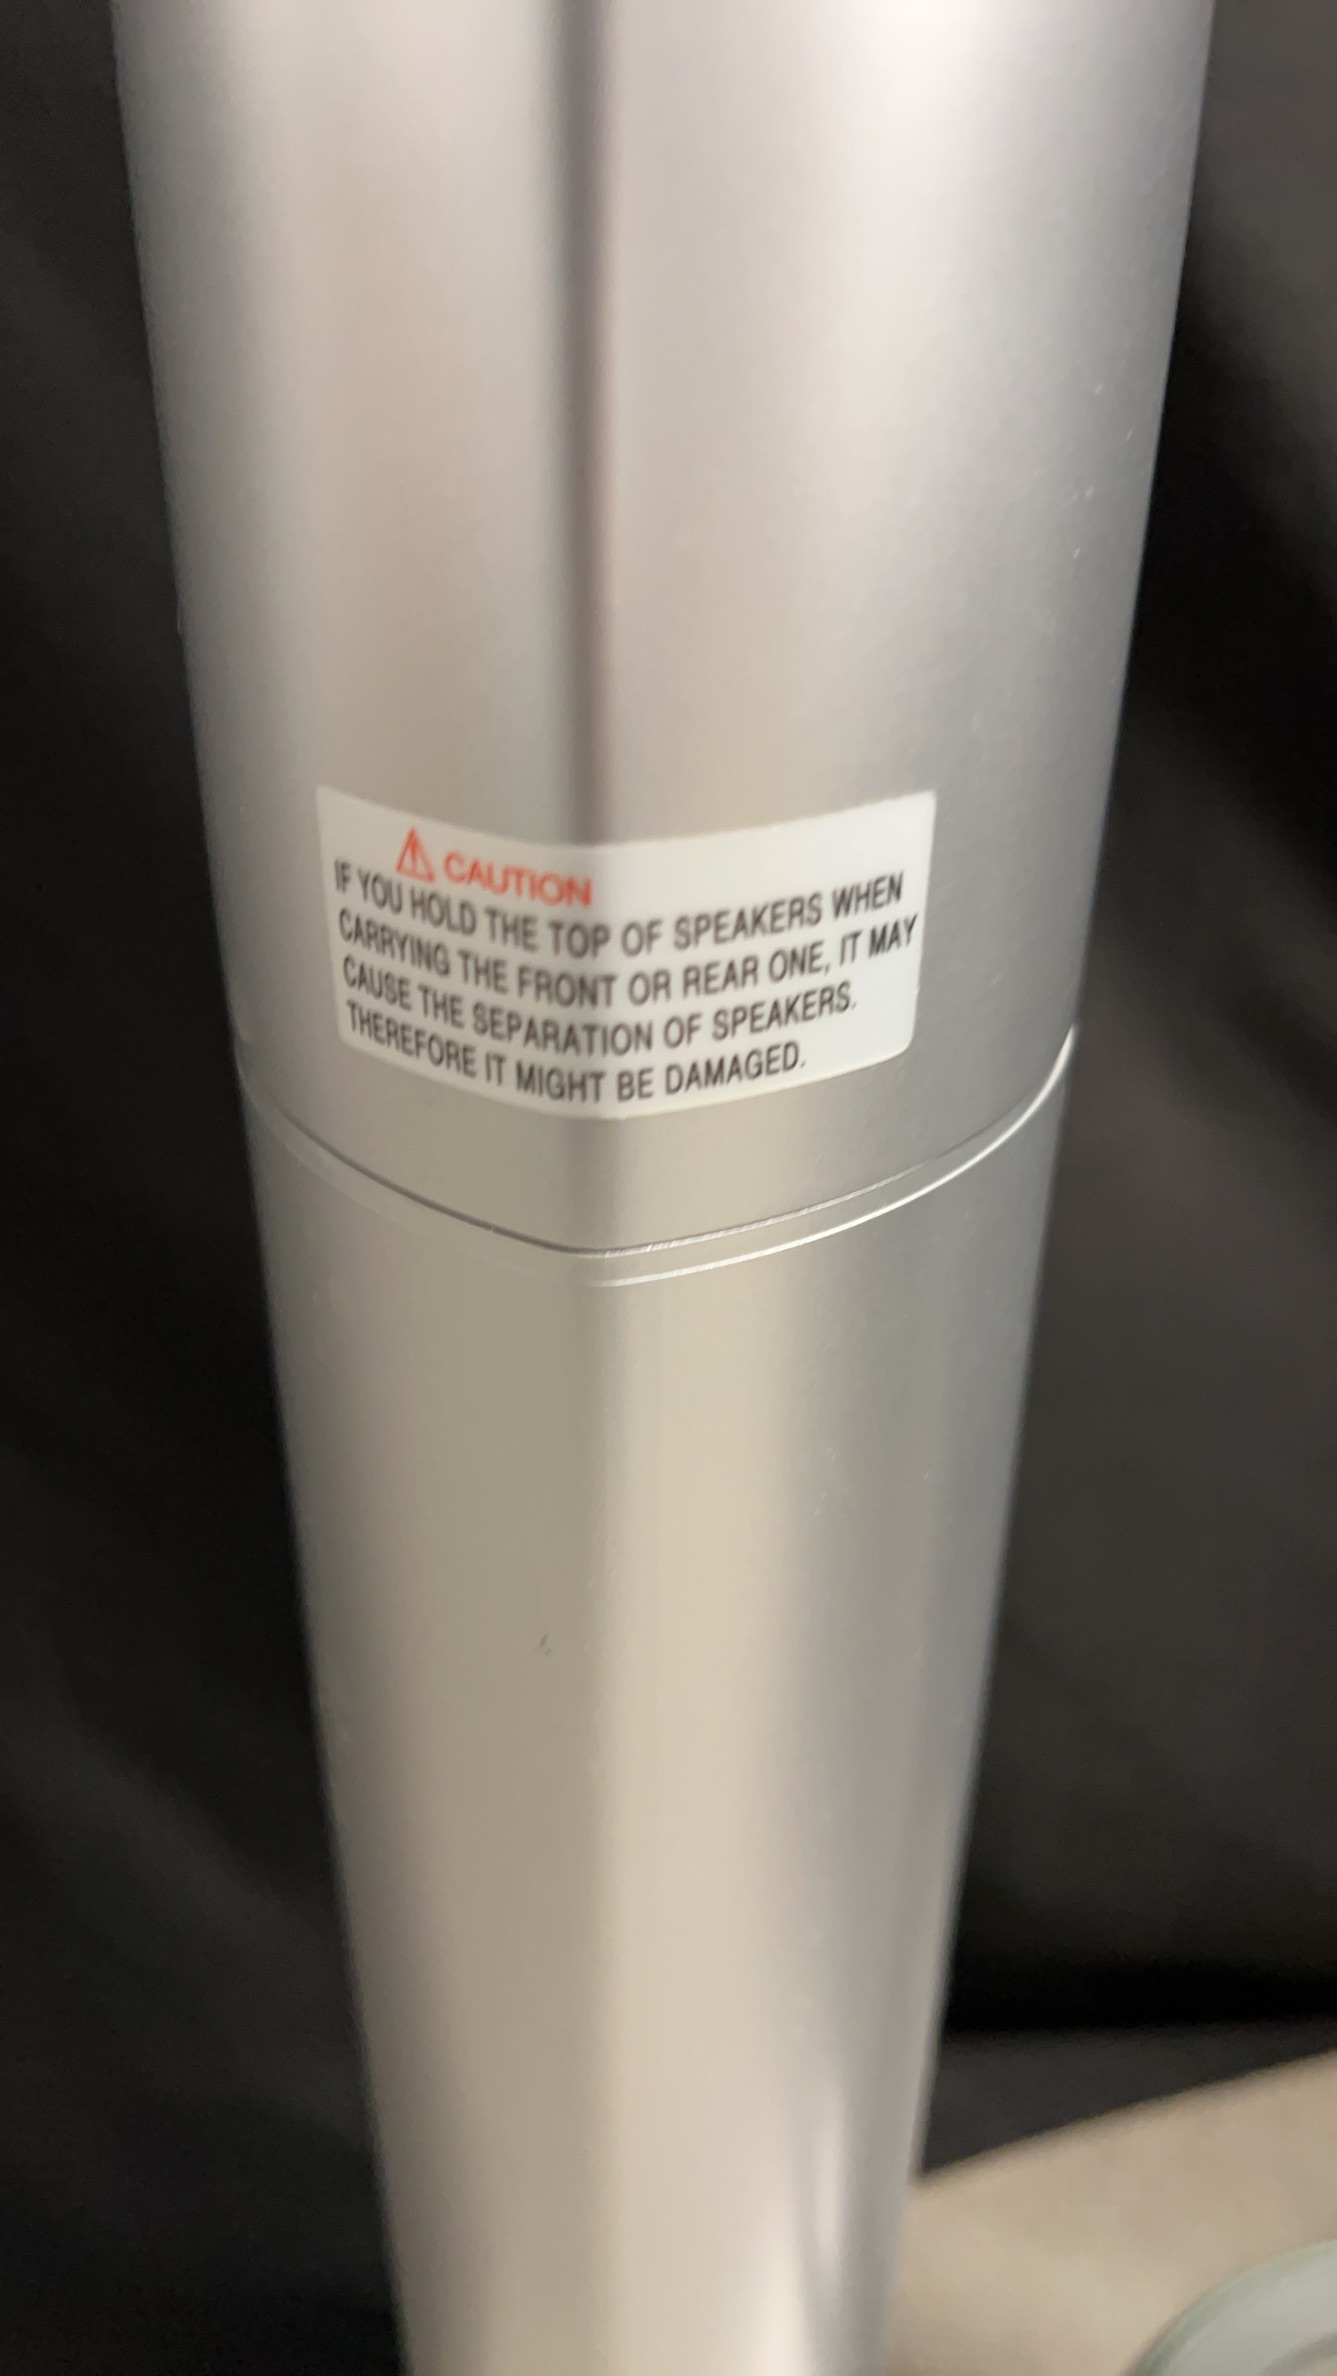 CAUTION
IF YOU HOLD THE TOP OF SPEAKERS WHEN
CARRYING THE FRONT OR REAR ONE, IT MAY
CAUSE THE SEPARATION OF SPEAKERS.
THEREFORE IT MIGHT BE DAMAGED.